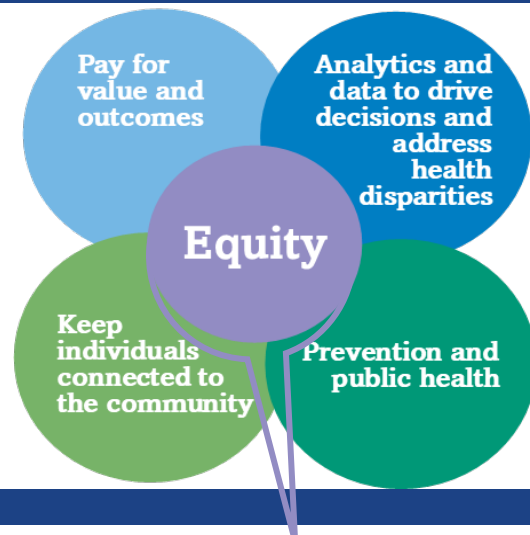 Pay for
value and
outcomes
Analytics and
data to drive
decisions and
address
health
disparities
Equity
Keep
individuals
connected to
the community
Prevention and
public health